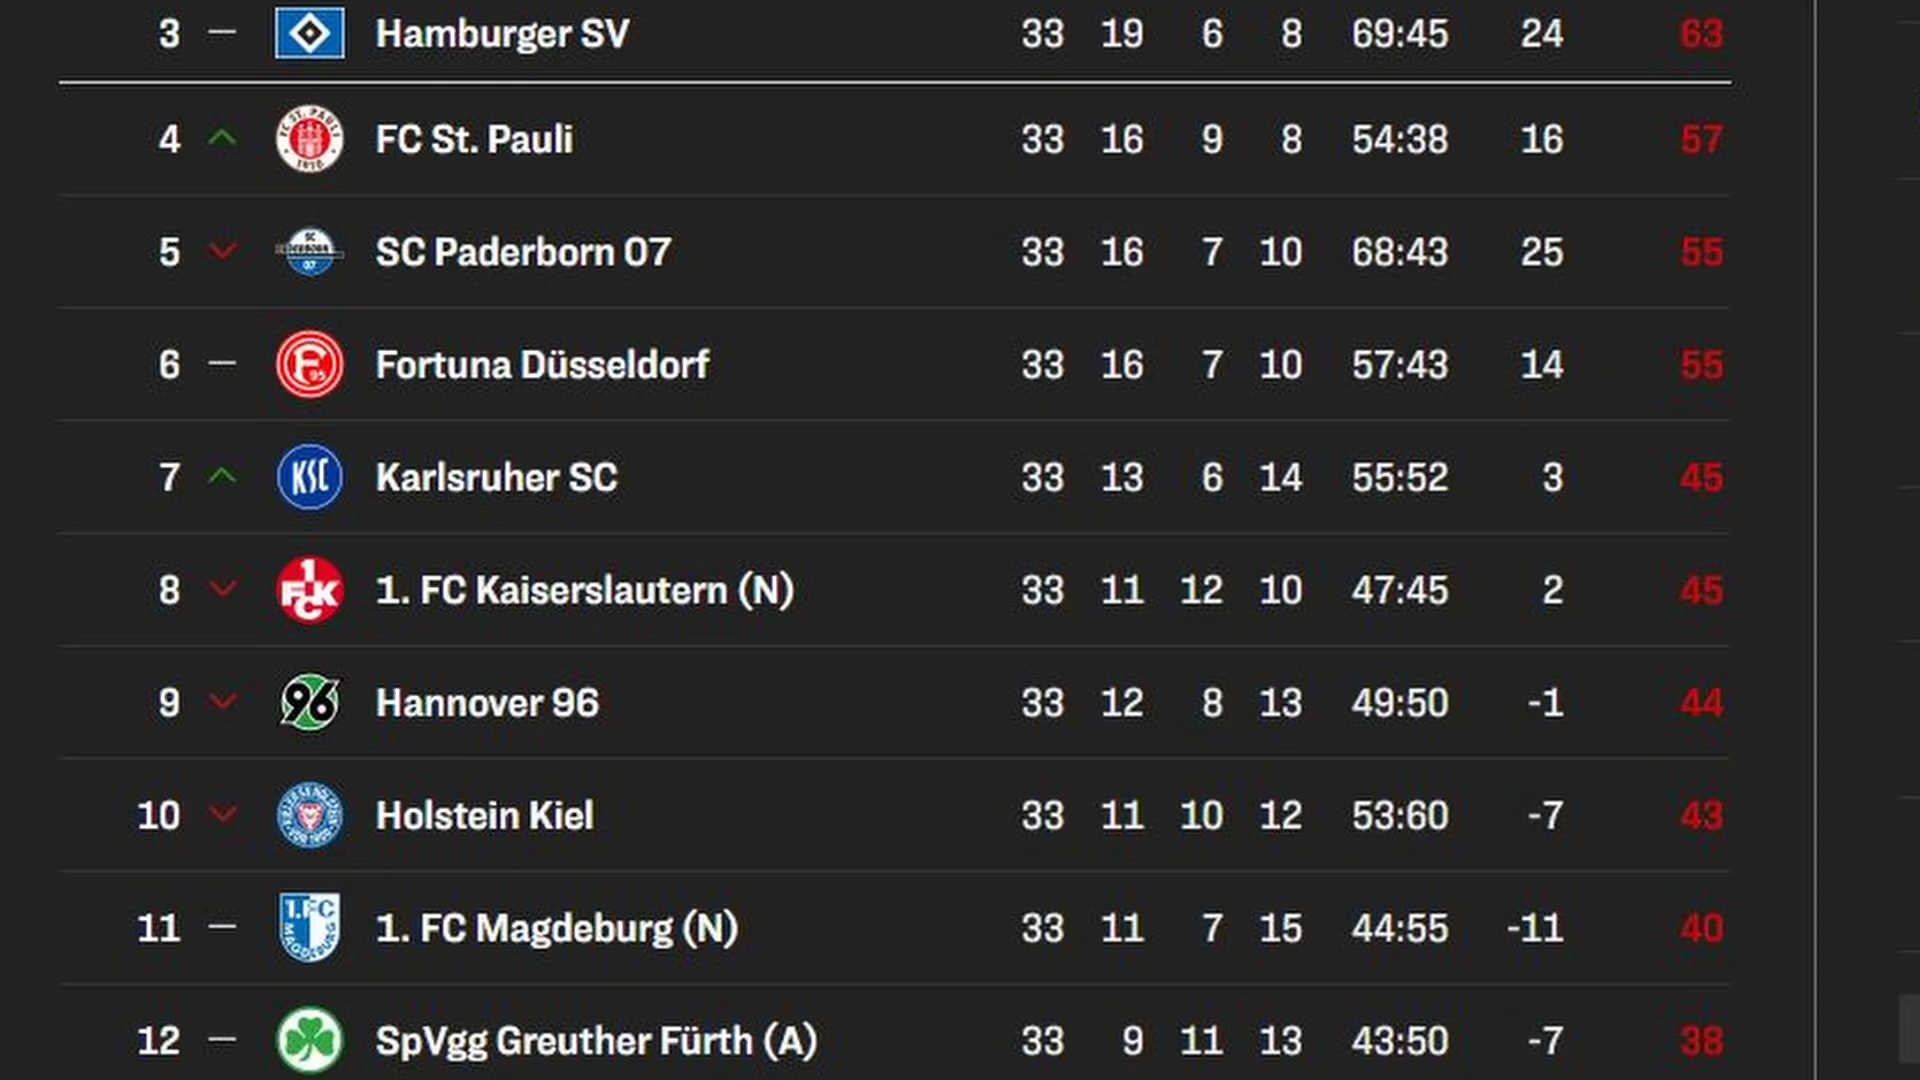 3 — Hamburger SV 33 19 6 8 69:45 24 63
4 FC St. Pauli 33 16 9 8 54:38 16 57
5 SC Paderborn 07 33 16 7 10 68:43 25 55
6 — Fortuna Düsseldorf 33 16 7 10 57:43 14 55
7 Karlsruher SC 33 13 6 14 55:52 3 45
8 1. FC Kaiserslautern (N) 33 11 12 10 47:45 2 45
9 Hannover 96 33 12 8 13 49:50 -1 44
10 Holstein Kiel 33 11 10 12 53:60 -7 43
11 — 1. FC Magdeburg (N) 33 11 7 15 44:55 -11 40
12 — SpVgg Greuther Fürth (A) 33 9 11 13 43:50 -7 38